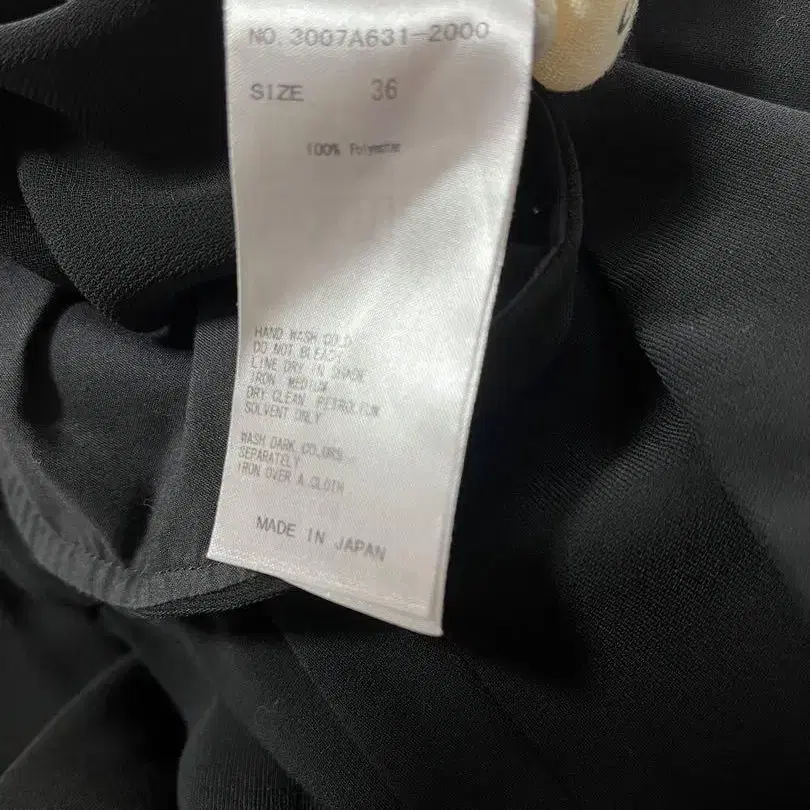 NO. 3007A631-2000
SIZE 36
100% Polyester
HAND WASH COLD
DO NOT BLEACH
LINE DRY IN SHADE
IRON MEDIUM
DRY CLEAN, PETROLEUM
SOLVENT ONLY
WASH DARK COLORS
SEPARATELY
IRON OVER A CLOTH
MADE IN JAPAN